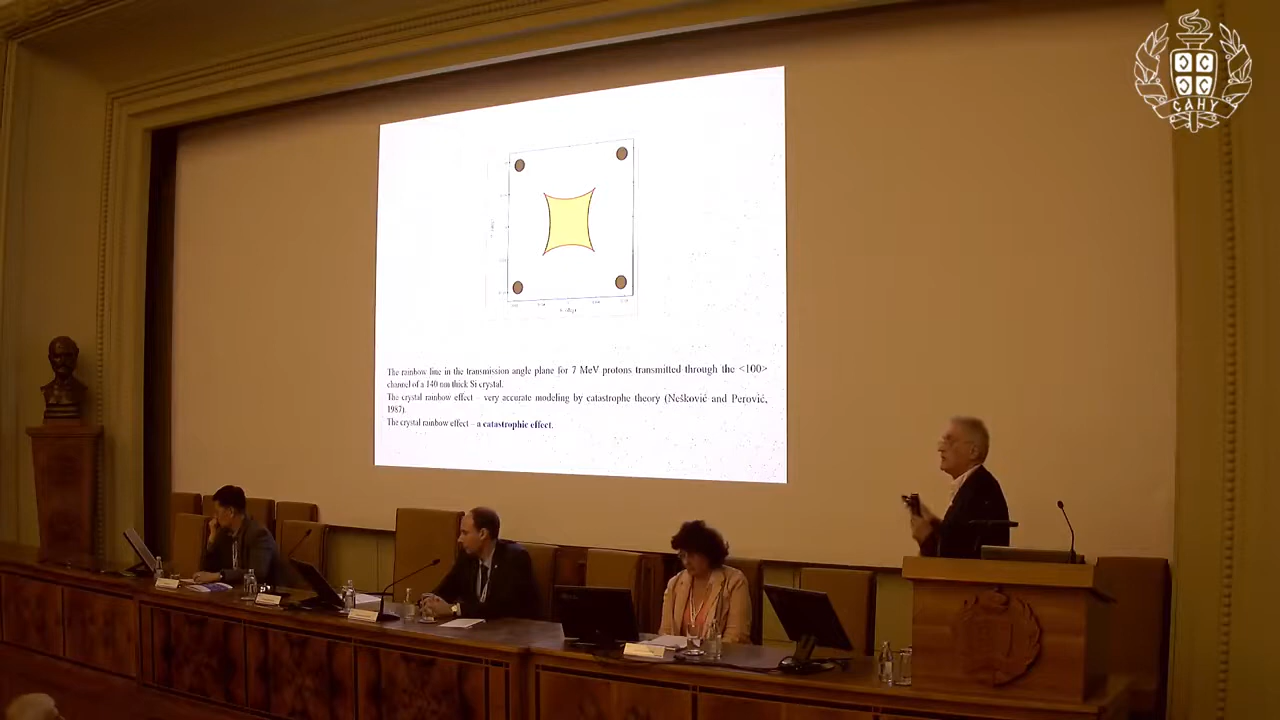 САНУ
The rainbow line in the transmission angle plane for 7 MeV protons transmitted through the <100>
channel of a 140 nm thick Si crystal.
The crystal rainbow effect – very accurate modeling by catastrophe theory (Nešković and Perović,
1987).
The crystal rainbow effect – a catastrophic effect.